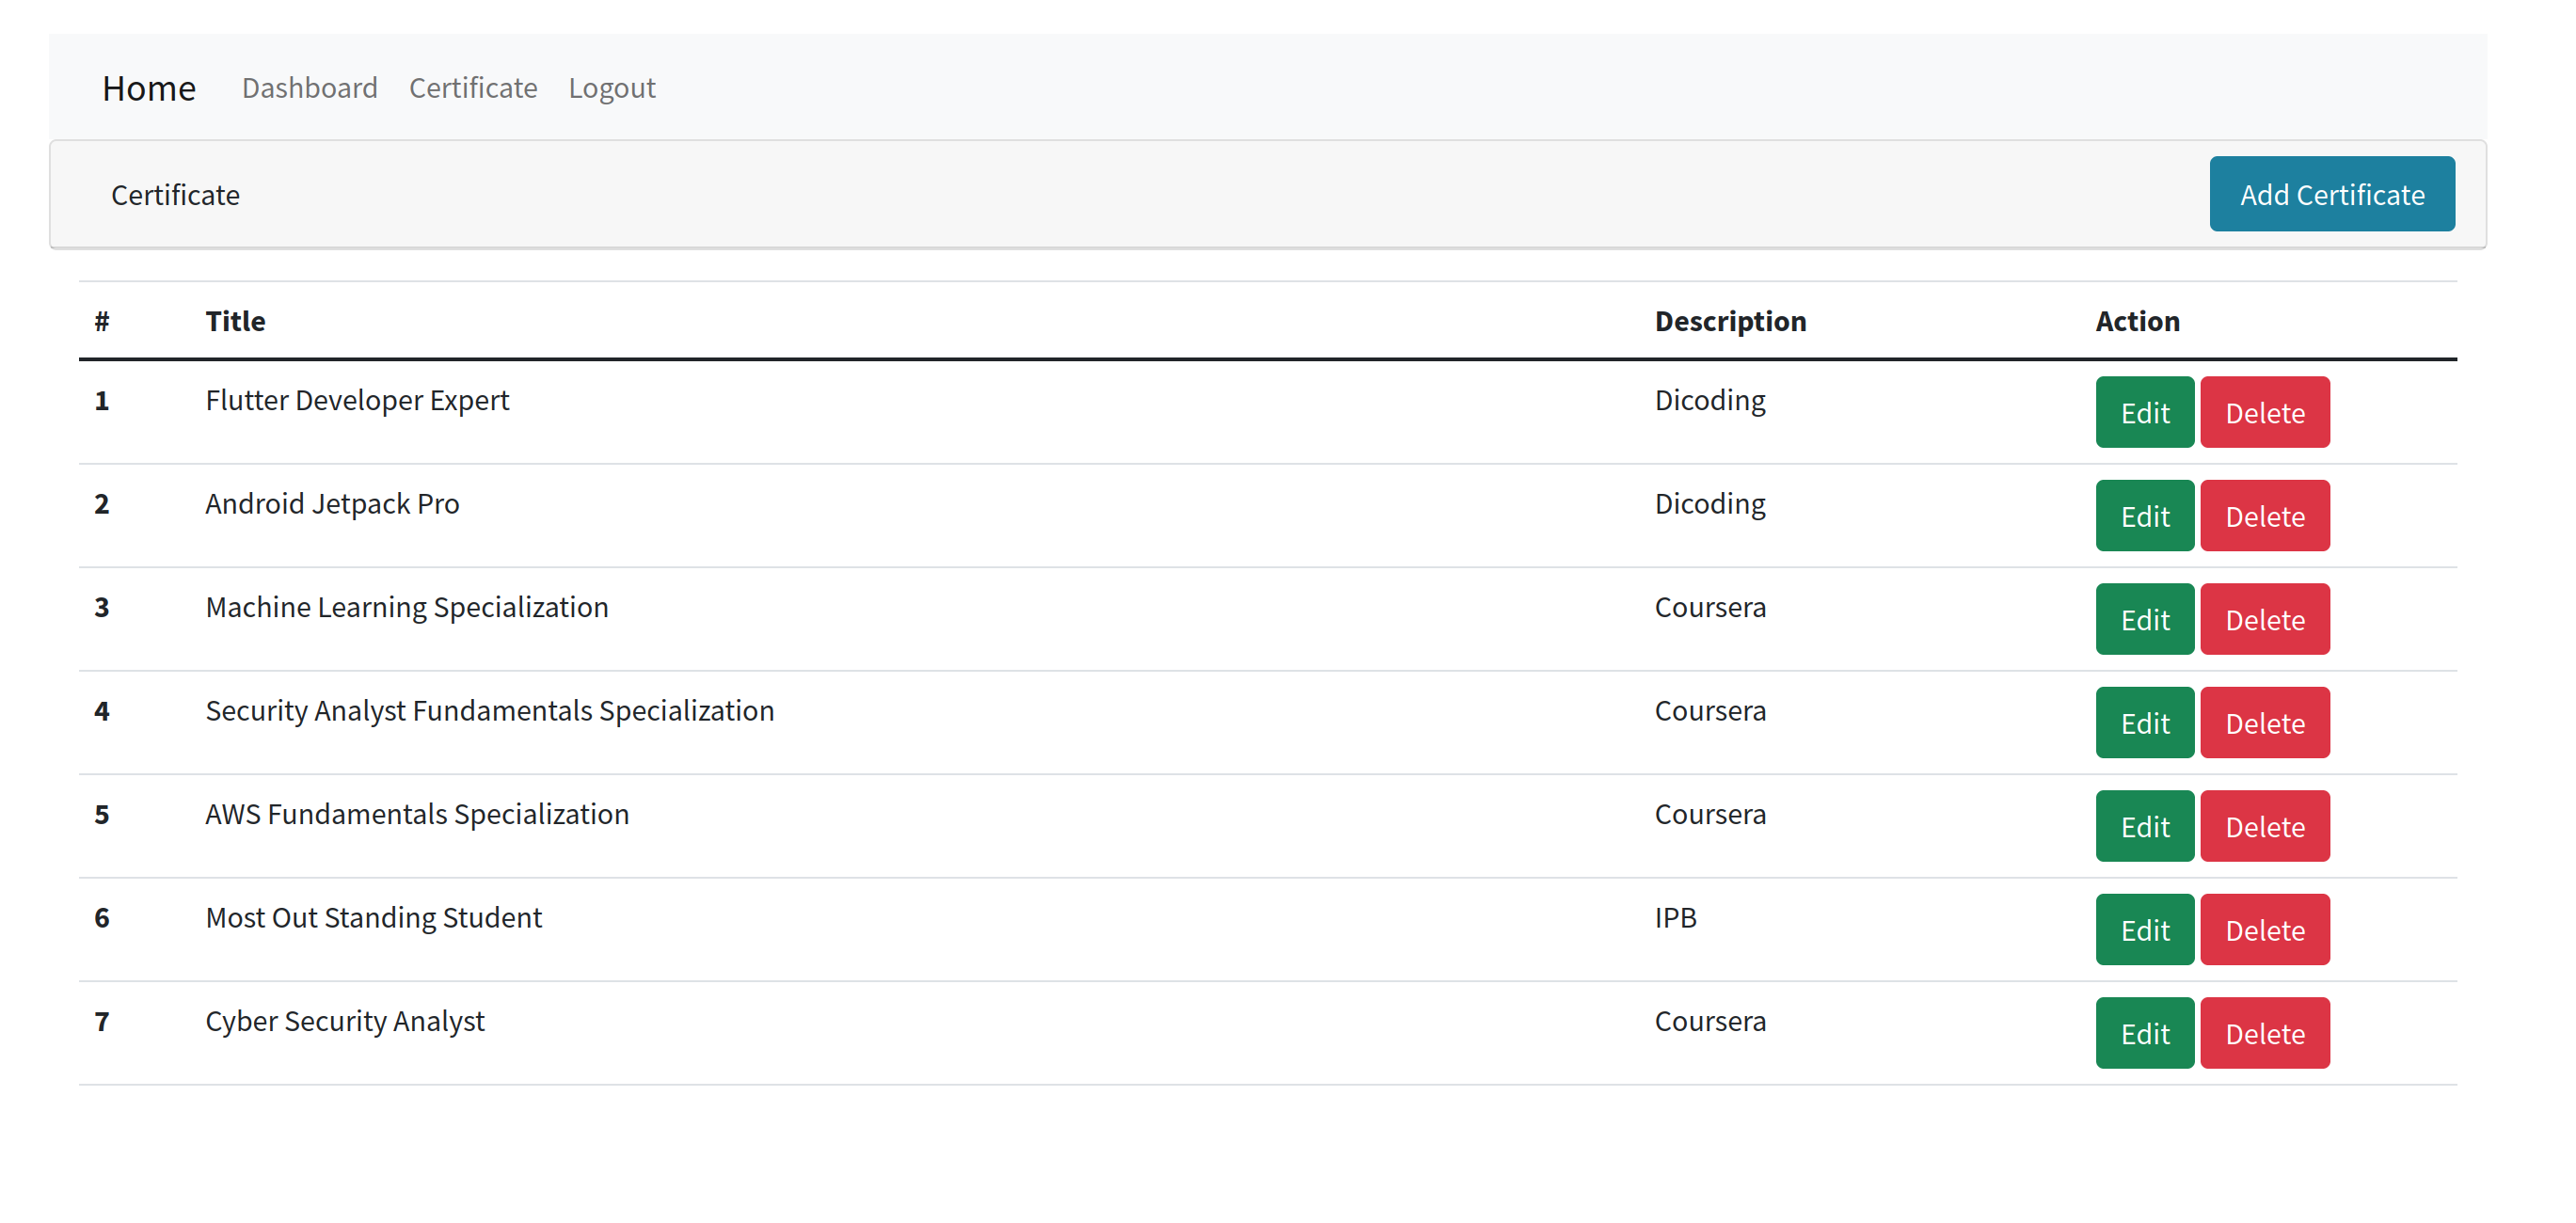 Home Dashboard Certificate Logout
Certificate Add Certificate
# Title Description Action
1 Flutter Developer Expert Dicoding Edit Delete
2 Android Jetpack Pro Dicoding Edit Delete
3 Machine Learning Specialization Coursera Edit Delete
4 Security Analyst Fundamentals Specialization Coursera Edit Delete
5 AWS Fundamentals Specialization Coursera Edit Delete
6 Most Out Standing Student IPB Edit Delete
7 Cyber Security Analyst Coursera Edit Delete